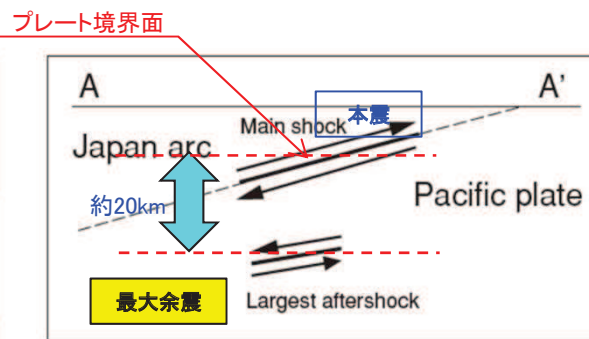 プレート境界面
A
A'
本震
Main shock
Japan arc
Pacific plate
約20km
最大余震
Largest aftershock